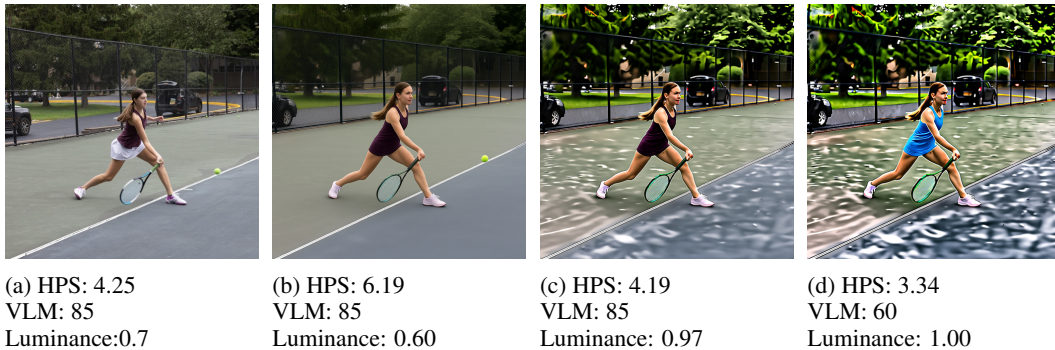 (a) HPS: 4.25
VLM: 85
Luminance:0.7
(b) HPS: 6.19
VLM: 85
Luminance: 0.60
(c) HPS: 4.19
VLM: 85
Luminance: 0.97
(d) HPS: 3.34
VLM: 60
Luminance: 1.00